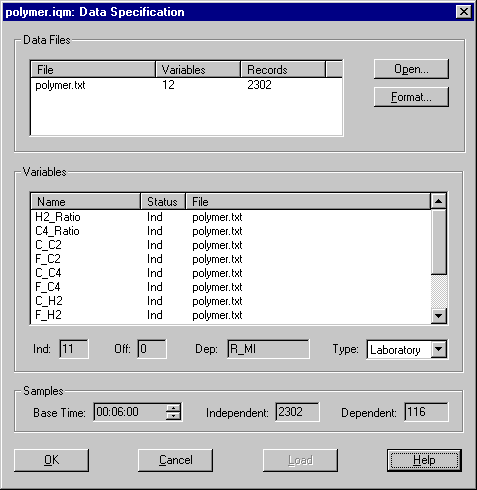 polymer.iqm: Data Specification
Data Files
File Variables Records
polymer.txt 12 2302
Open...
Format...
Variables
Name Status File
H2_Ratio Ind polymer.txt
C4_Ratio Ind polymer.txt
C_C2 Ind polymer.txt
F_C2 Ind polymer.txt
C_C4 Ind polymer.txt
F_C4 Ind polymer.txt
C_H2 Ind polymer.txt
F_H2 Ind polymer.txt
Ind: 11 Off: 0 Dep: R_MI Type: Laboratory
Samples
Base Time: 00:06:00 Independent: 2302 Dependent: 116
OK Cancel Load Help